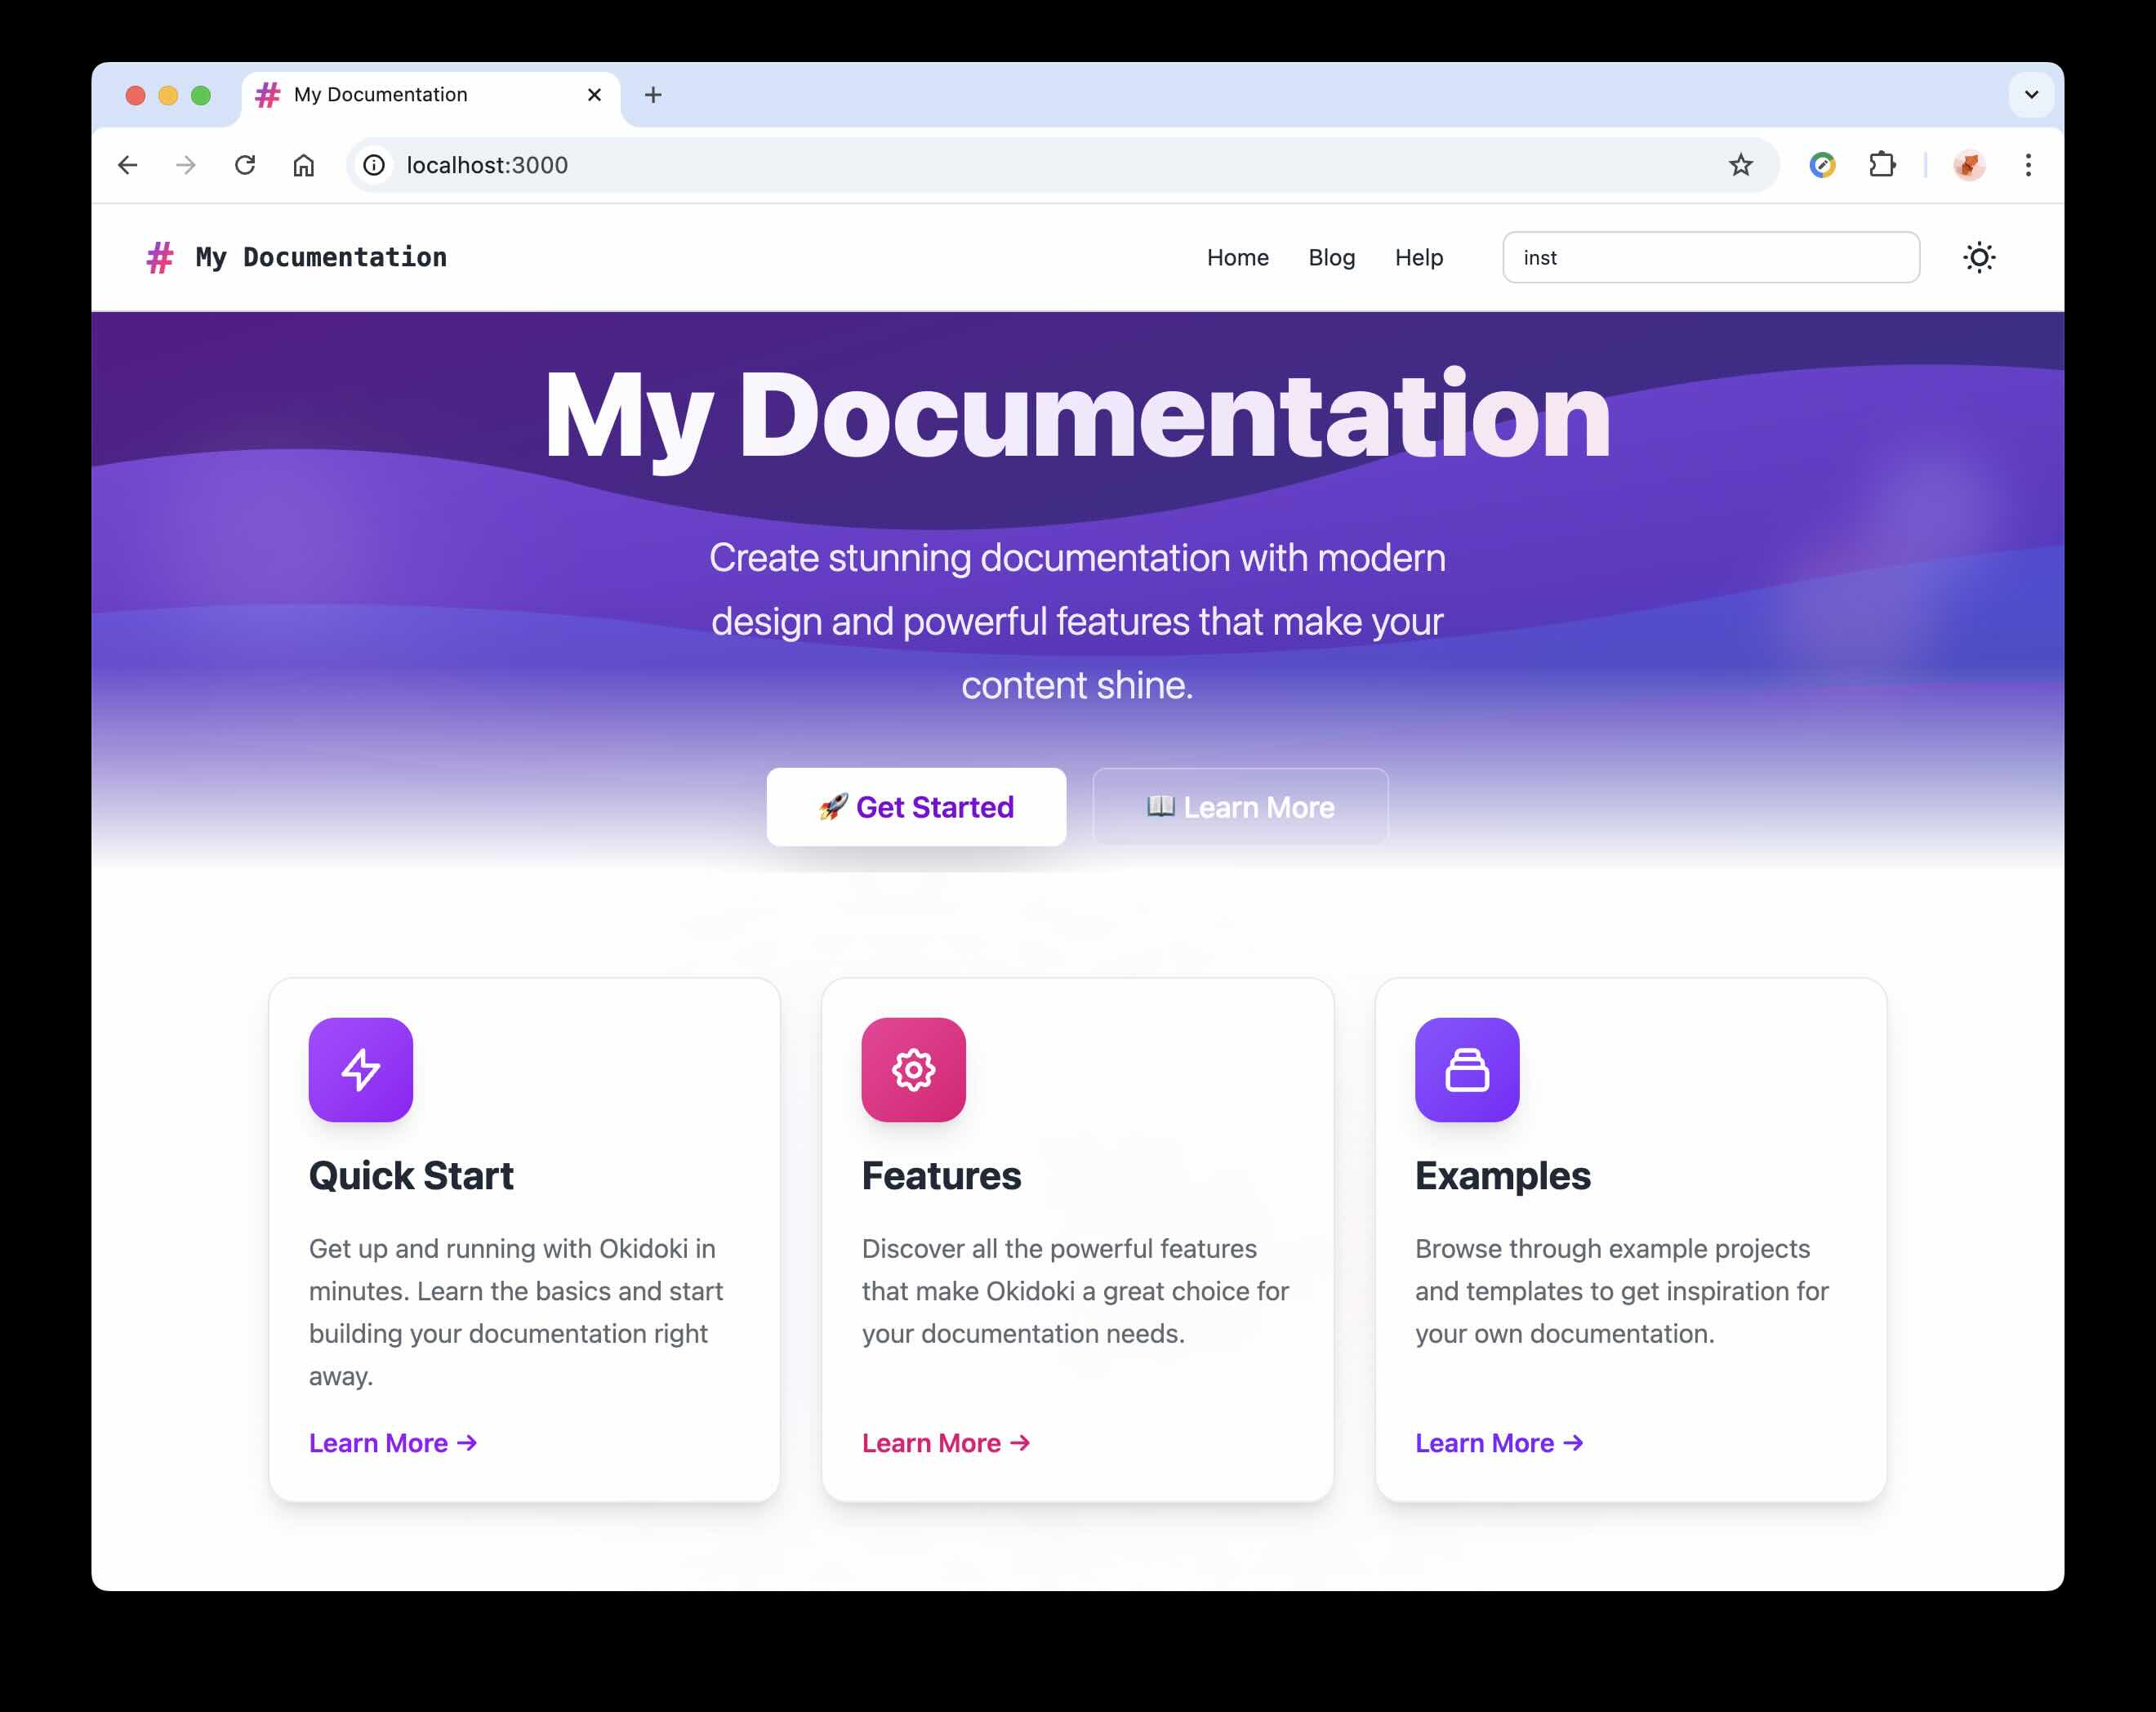 My Documentation
localhost:3000
# My Documentation
Home Blog Help inst
My Documentation
Create stunning documentation with modern
design and powerful features that make your
content shine.
🚀 Get Started
📖 Learn More
Quick Start
Get up and running with Okidoki in
minutes. Learn the basics and start
building your documentation right
away.
Learn More →
Features
Discover all the powerful features
that make Okidoki a great choice for
your documentation needs.
Learn More →
Examples
Browse through example projects
and templates to get inspiration for
your own documentation.
Learn More →